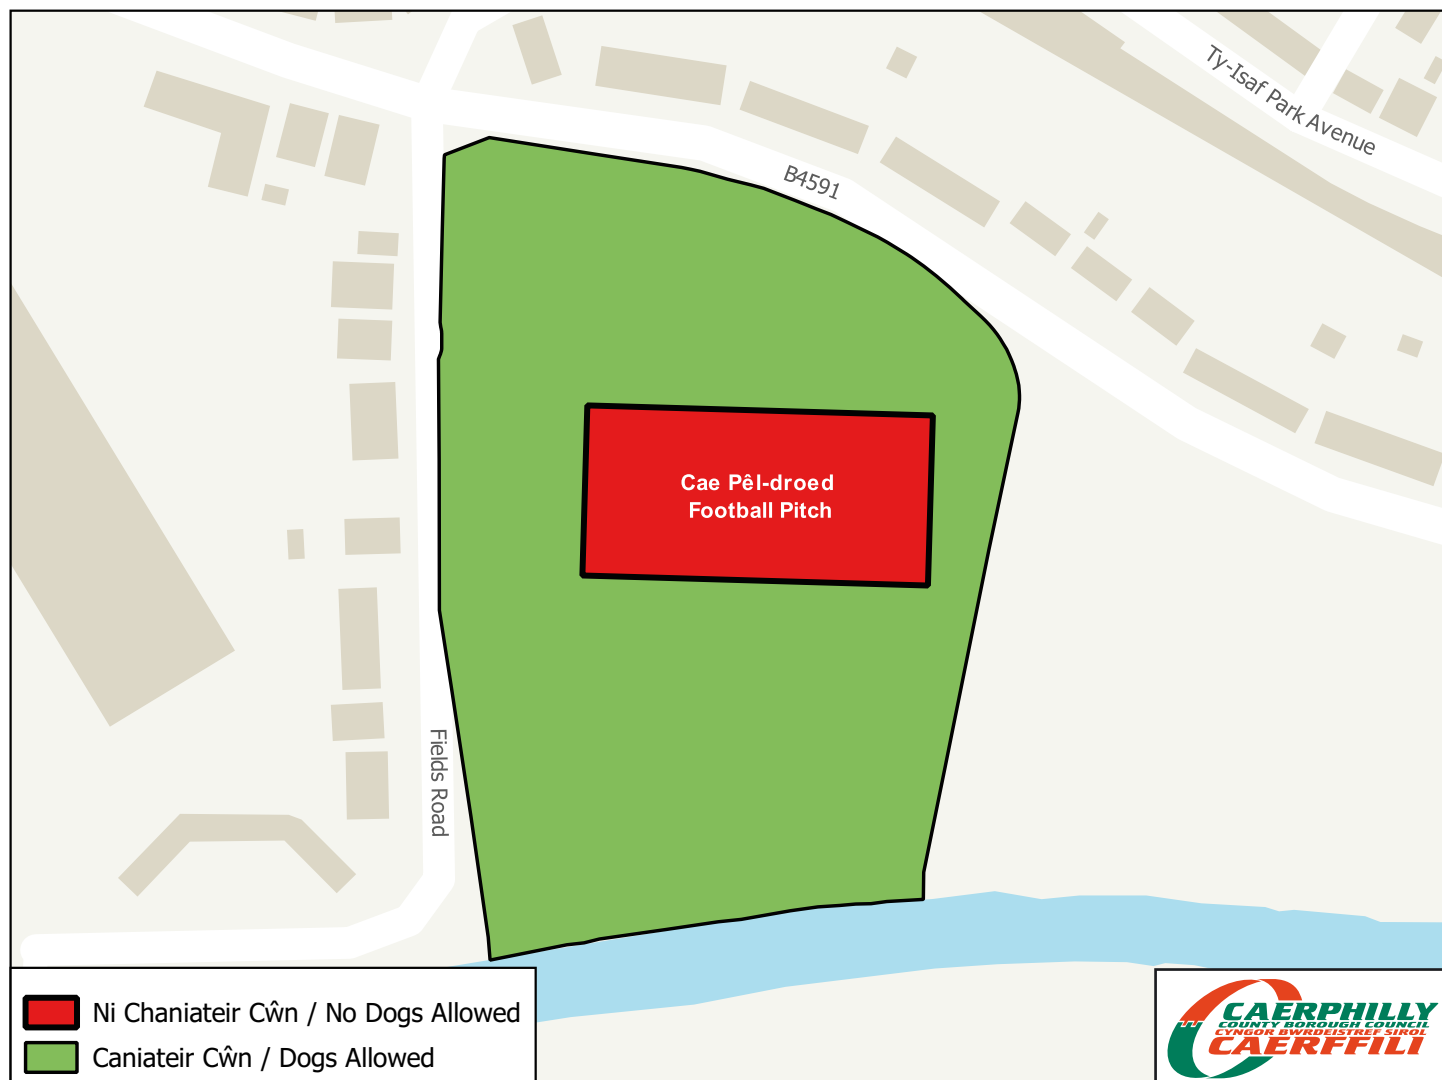 Ty-Isaf Park Avenue
B4591
Cae Pêl-droed
Football Pitch
Fields Road
Ni Chaniateir Cŵn / No Dogs Allowed
Caniateir Cŵn / Dogs Allowed
CAERPHILLY
COUNTY BOROUGH COUNCIL
CYNGOR BWRDEISTREF SIROL
CAERFFILI